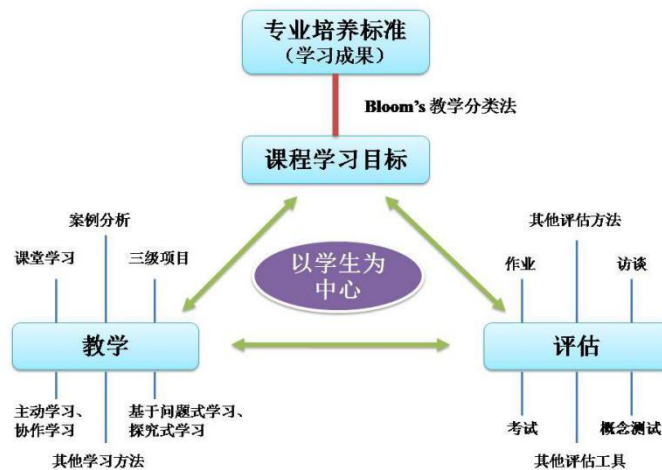 专业培养标准
（学习成果）
Bloom's 教学分类法
课程学习目标
案例分析
课堂学习
三级项目
其他评估方法
作业
访谈
以学生为
中心
教学
评估
主动学习、
协作学习
基于问题式学习、
探究式学习
其他学习方法
考试
概念测试
其他评估工具